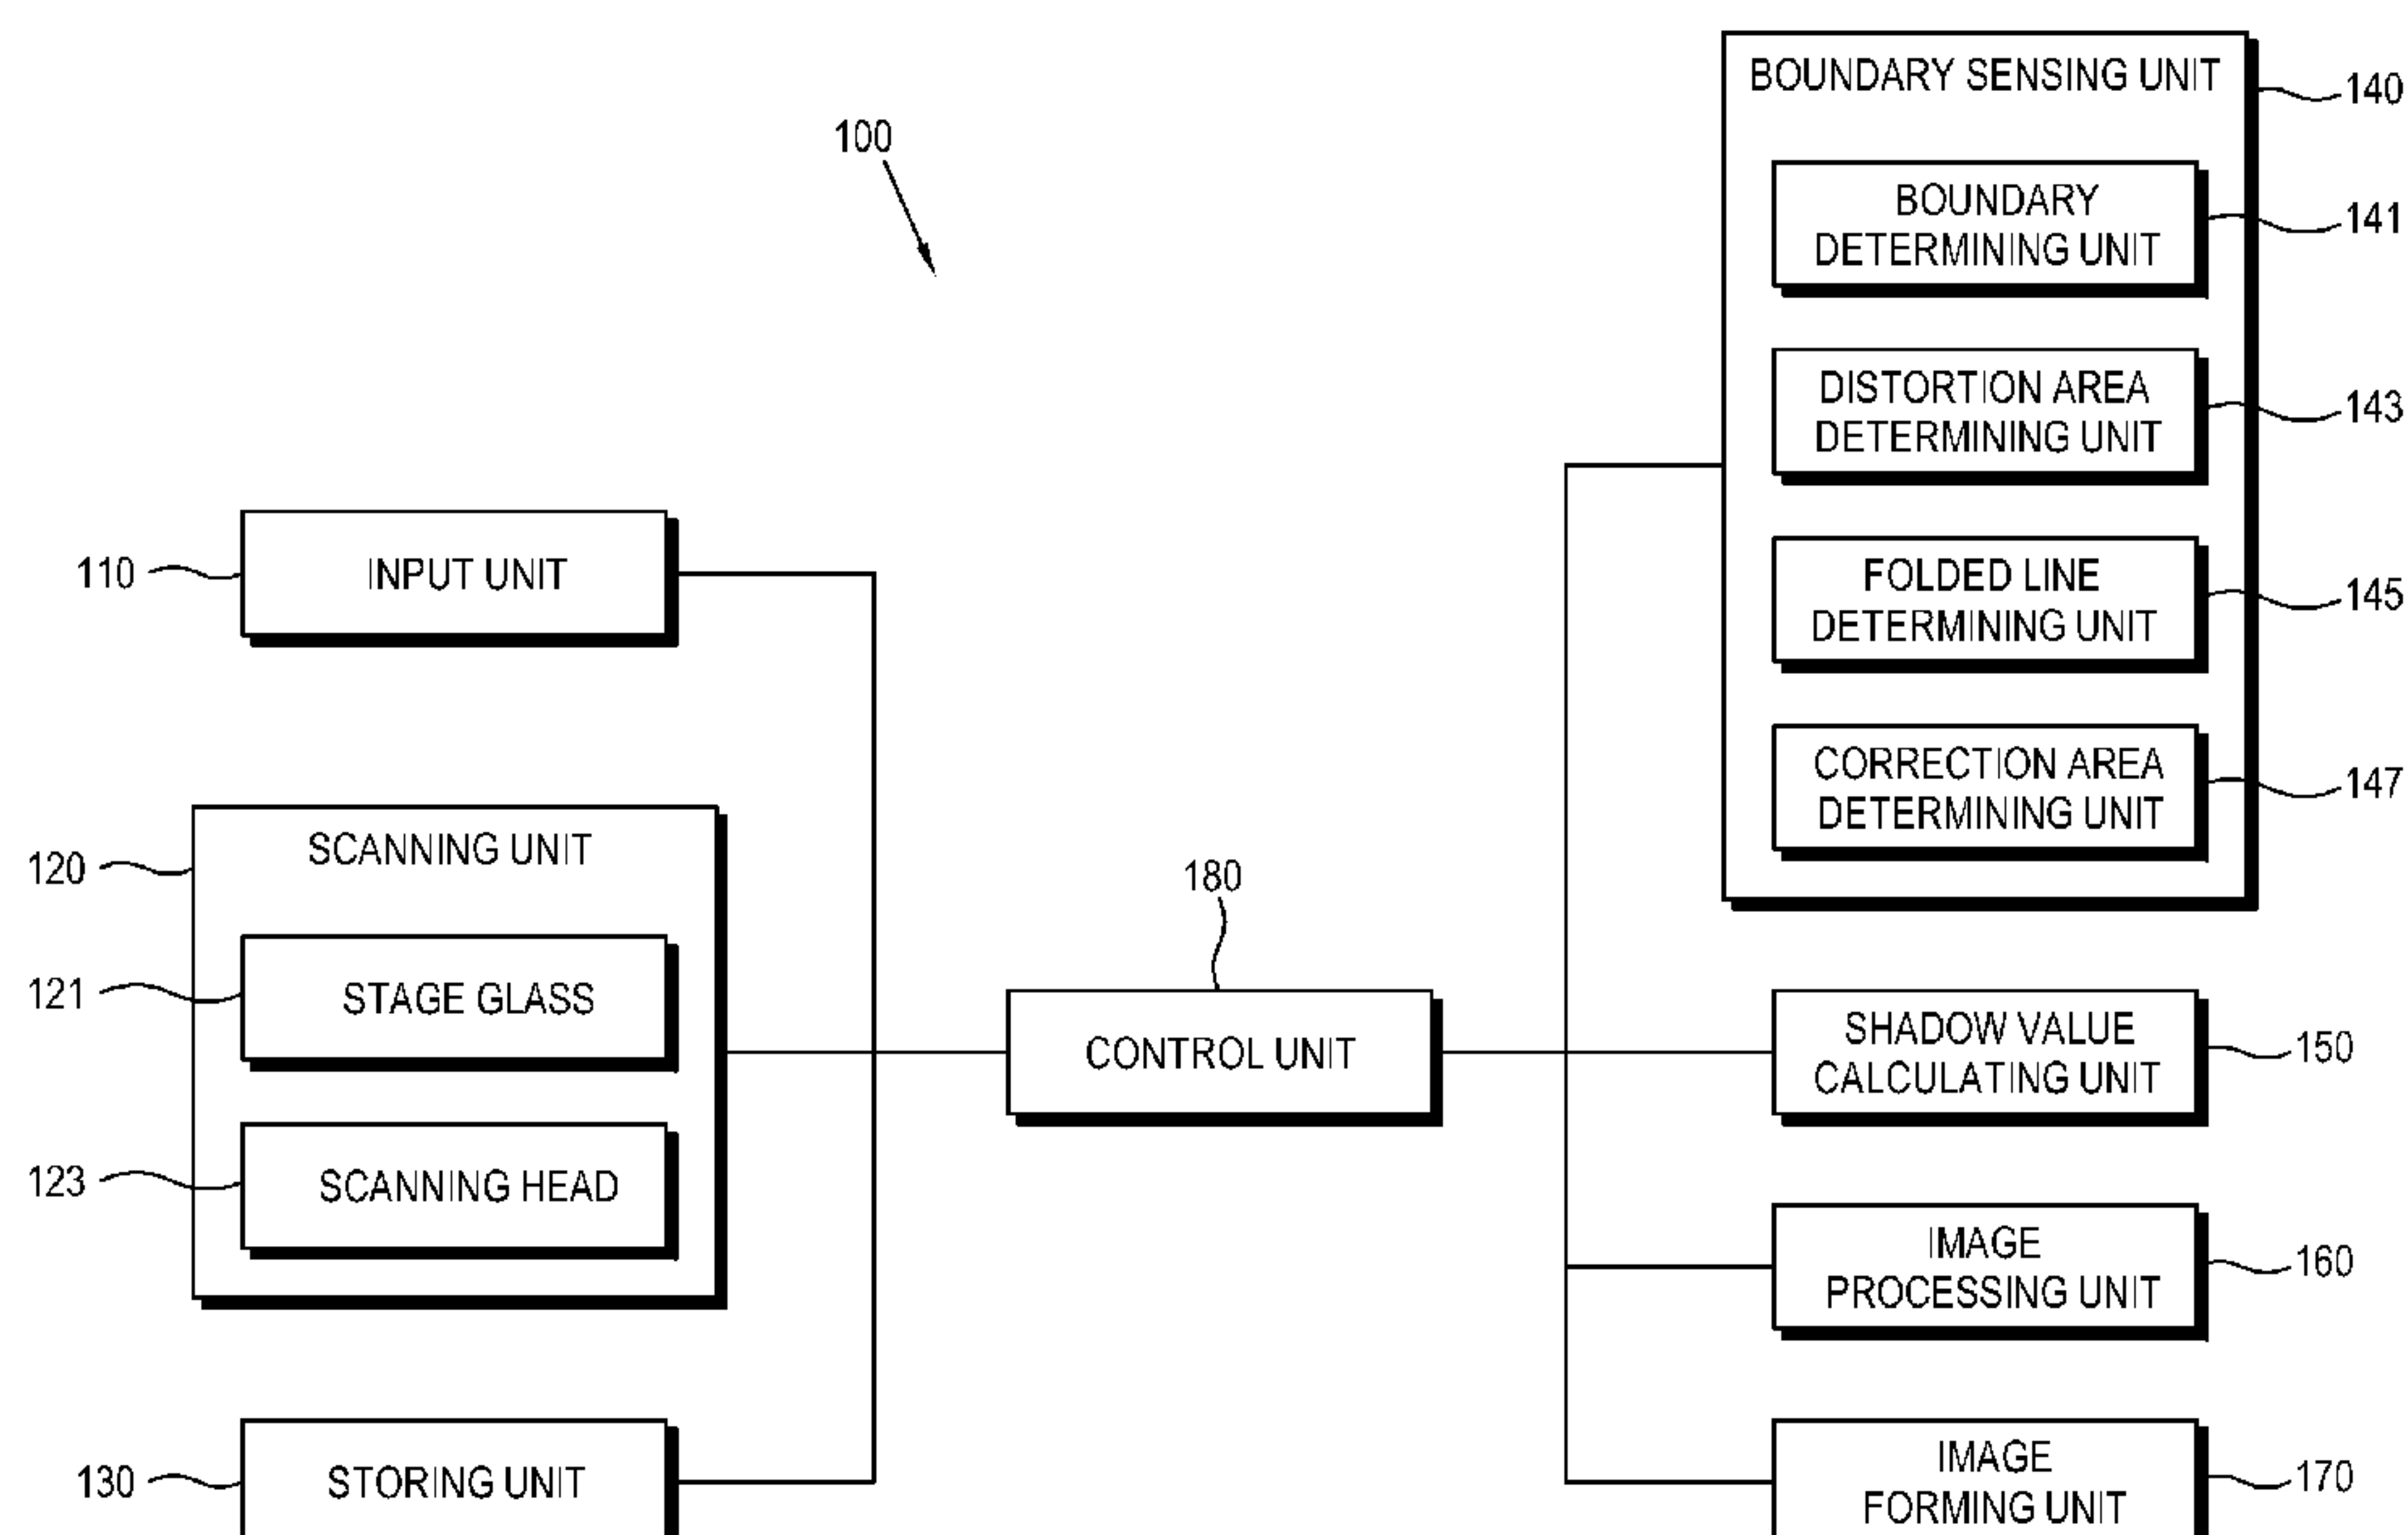 100
110
INPUT UNIT
120
SCANNING UNIT
121
STAGE GLASS
123
SCANNING HEAD
130
STORING UNIT
180
CONTROL UNIT
BOUNDARY SENSING UNIT
140
BOUNDARY
DETERMINING UNIT
141
DISTORTION AREA
DETERMINING UNIT
143
FOLDED LINE
DETERMINING UNIT
145
CORRECTION AREA
DETERMINING UNIT
147
SHADOW VALUE
CALCULATING UNIT
150
IMAGE
PROCESSING UNIT
160
IMAGE
FORMING UNIT
170